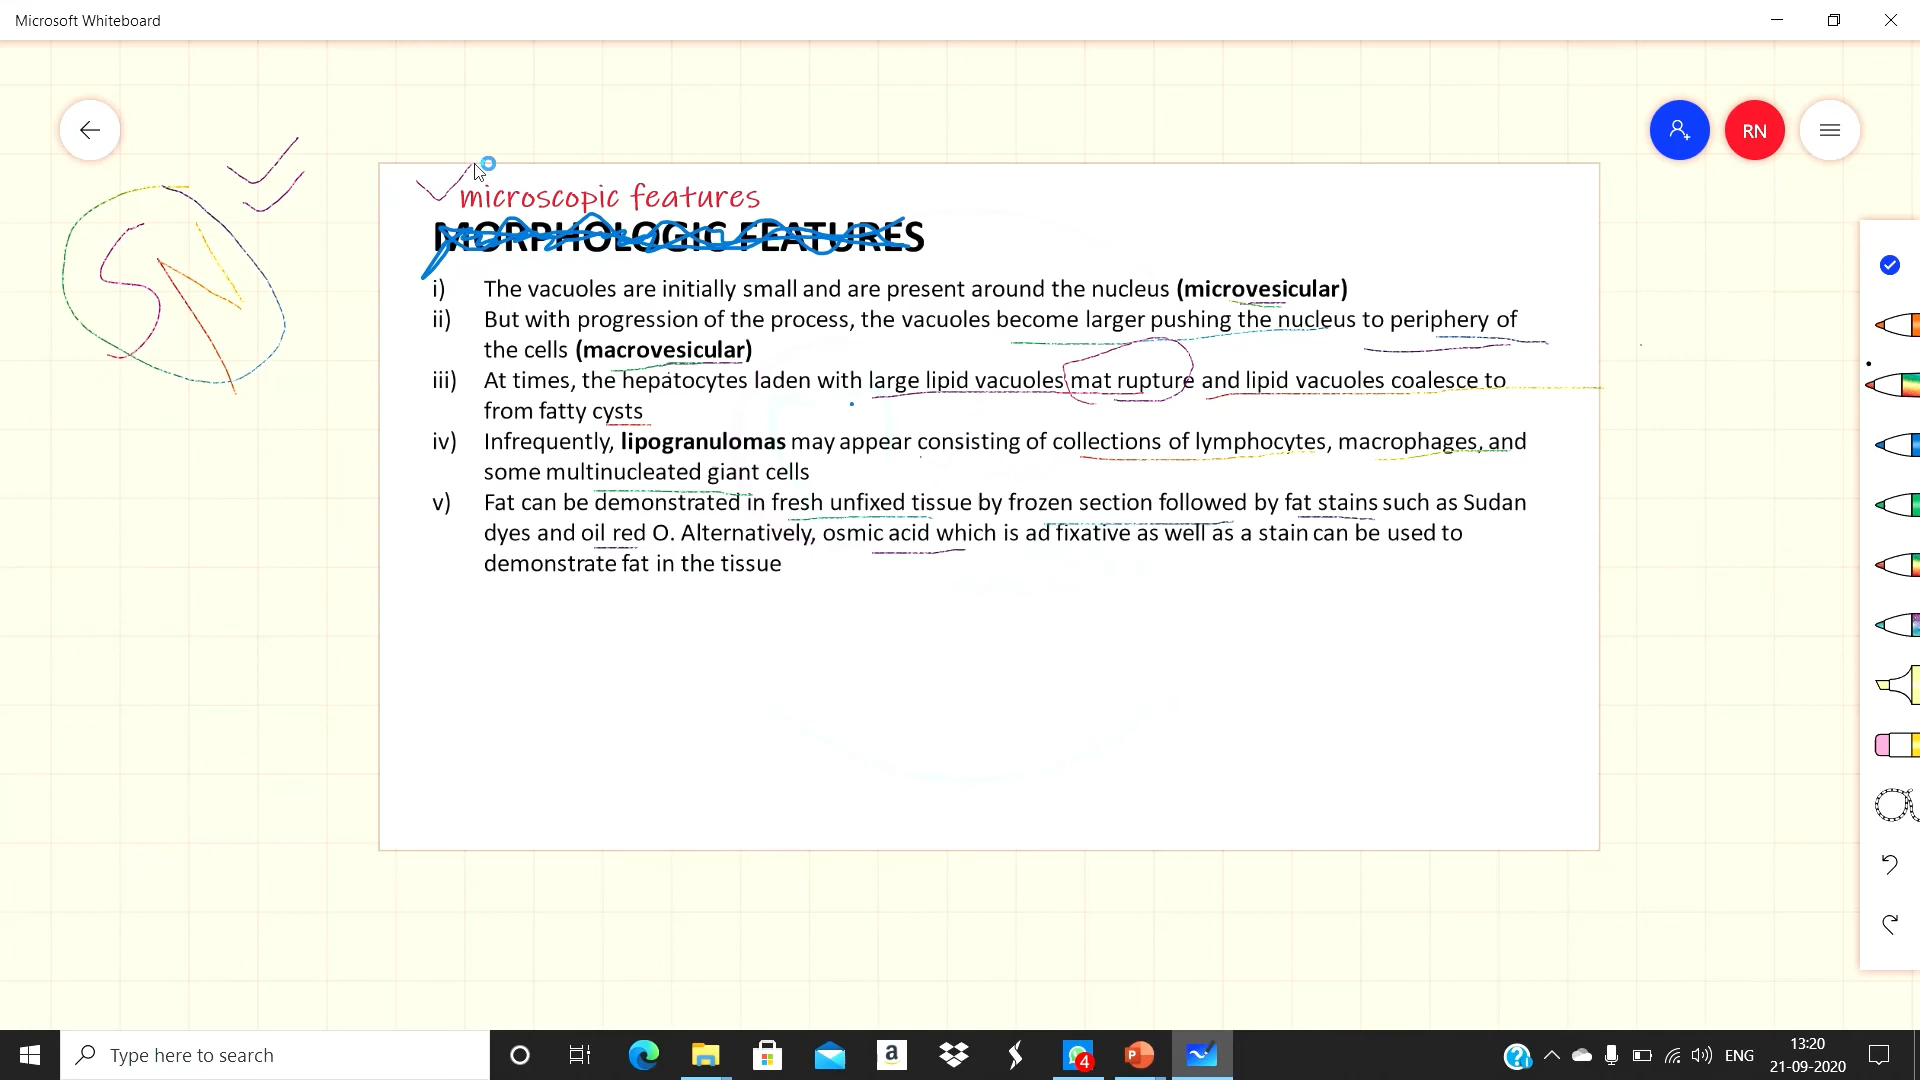 Microsoft Whiteboard
RN
SN
microscopic features
MORPHOLOGIC FEATURES
i) The vacuoles are initially small and are present around the nucleus (microvesicular)
ii) But with progression of the process, the vacuoles become larger pushing the nucleus to periphery of
the cells (macrovesicular)
iii) At times, the hepatocytes laden with large lipid vacuoles mat rupture and lipid vacuoles coalesce to
from fatty cysts
iv) Infrequently, lipogranulomas may appear consisting of collections of lymphocytes, macrophages, and
some multinucleated giant cells
v) Fat can be demonstrated in fresh unfixed tissue by frozen section followed by fat stains such as Sudan
dyes and oil red O. Alternatively, osmic acid which is ad fixative as well as a stain can be used to
demonstrate fat in the tissue
Type here to search
a
4
P
ENG
13:20
21-09-2020